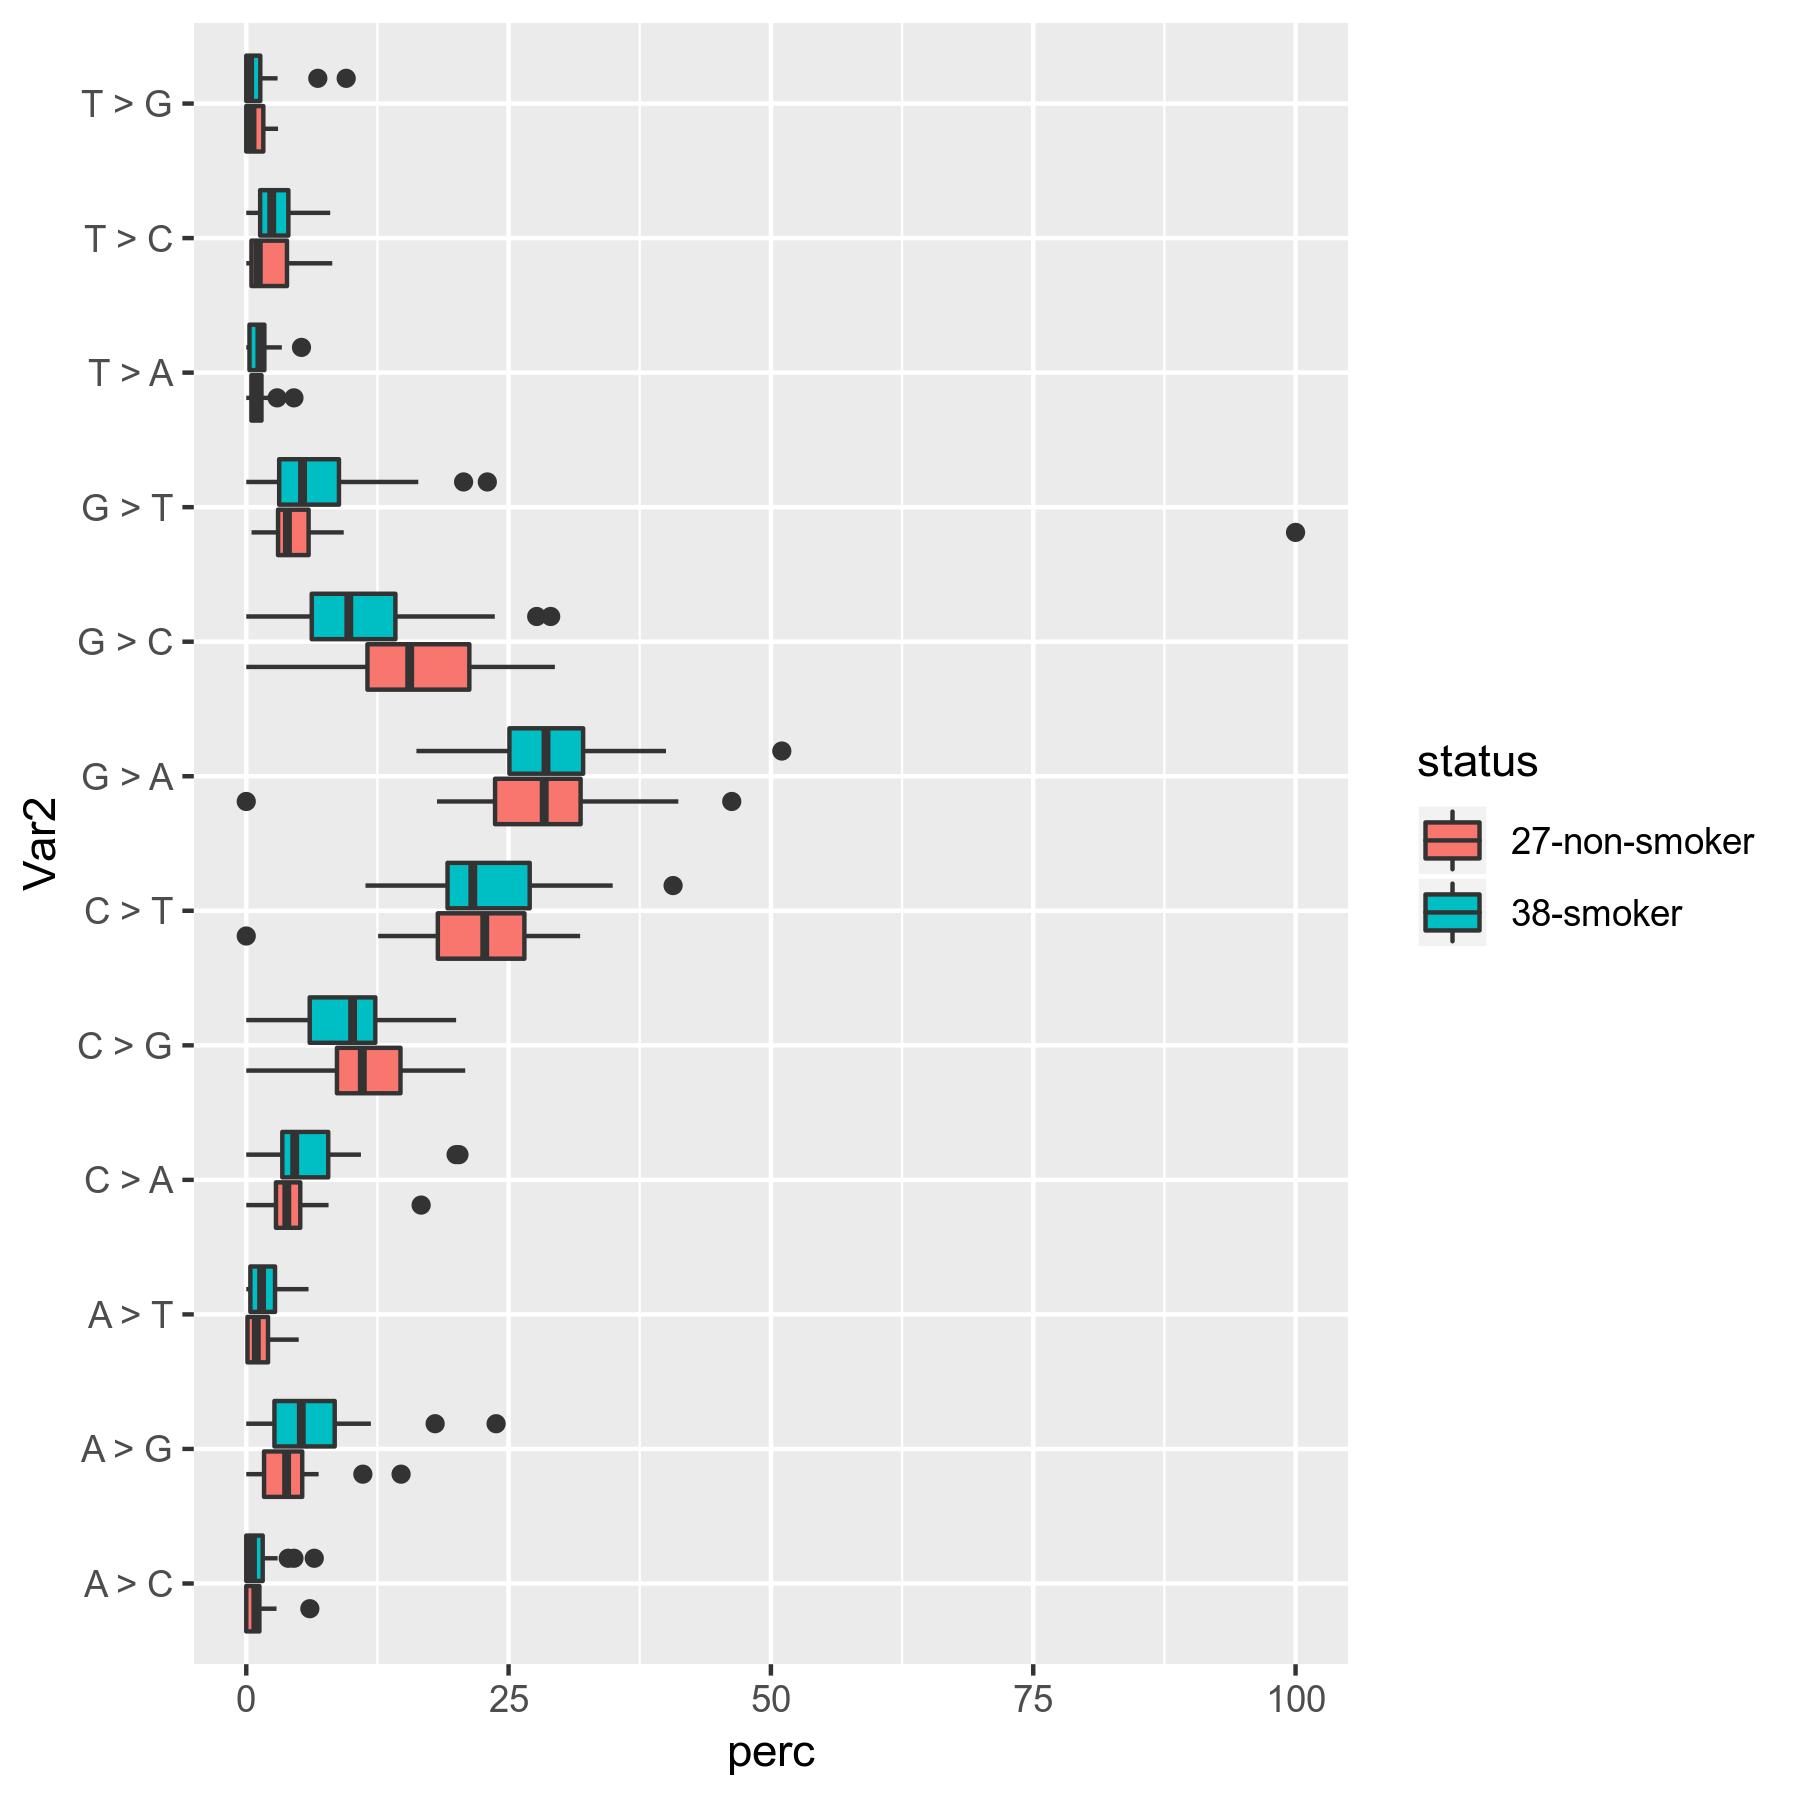 T > G
T > C
T > A
G > T
G > C
G > A
C > T
C > G
C > A
A > T
A > G
A > C
Var2
0 25 50 75 100
perc
status
27-non-smoker
38-smoker